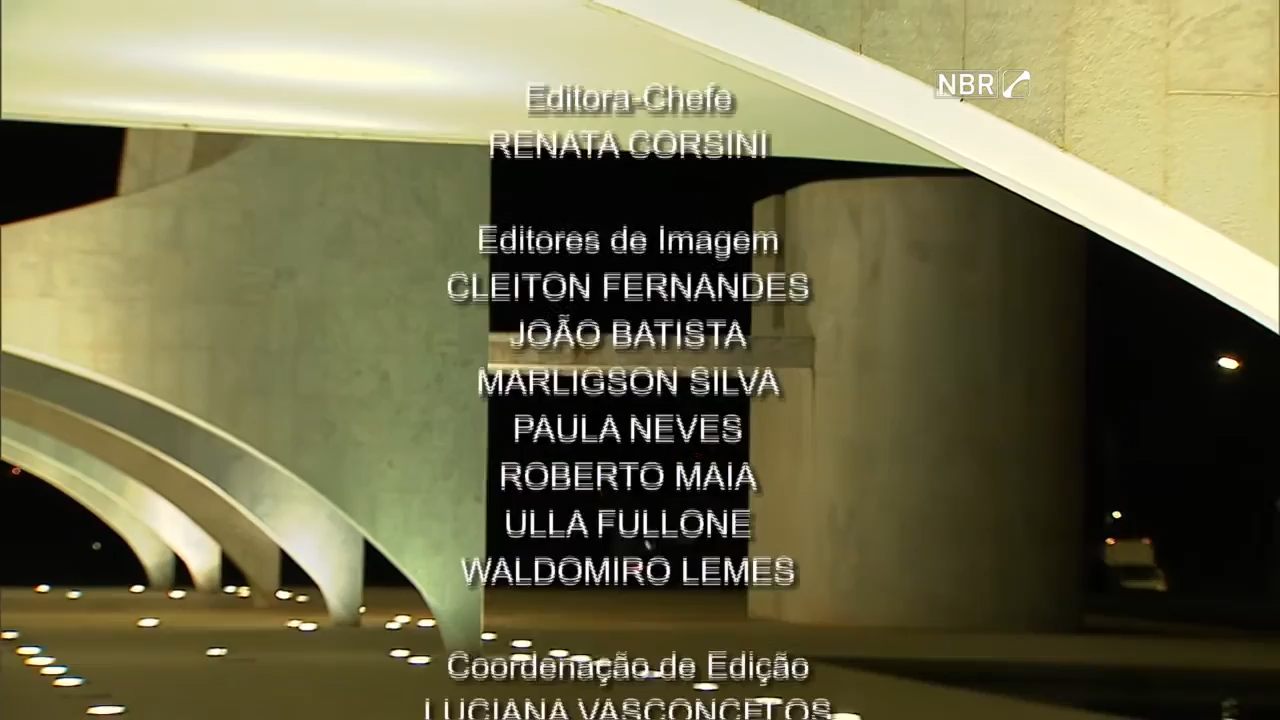 NBR
Editora-Chefe
RENATA CORSINI
Editores de Imagem
CLEITON FERNANDES
JOÃO BATISTA
MARLIGSON SILVA
PAULA NEVES
ROBERTO MAIA
ULLA FULLONE
WALDOMIRO LEMES
Coordenação de Edição
LUCIANA VASCONCELOS